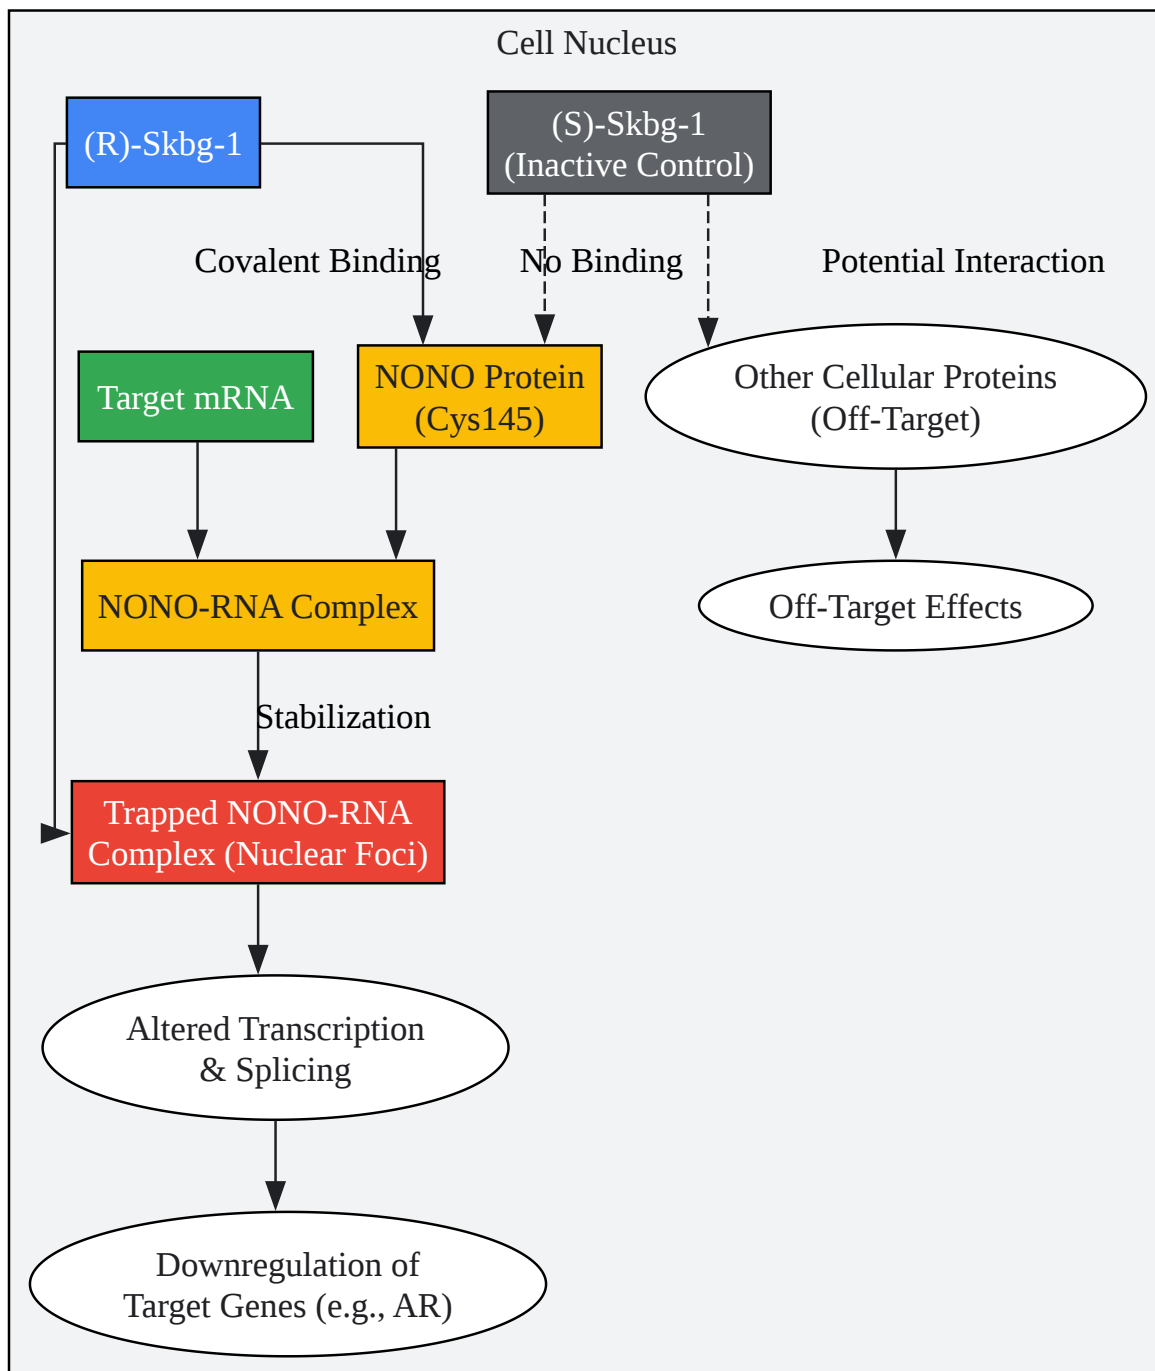 Cell Nucleus
(R)-Skbg-1
(S)-Skbg-1
(Inactive Control)
Covalent Binding
No Binding
Potential Interaction
Target mRNA
NONO Protein
(Cys145)
Other Cellular Proteins
(Off-Target)
NONO-RNA Complex
Off-Target Effects
Stabilization
Trapped NONO-RNA
Complex (Nuclear Foci)
Altered Transcription
& Splicing
Downregulation of
Target Genes (e.g., AR)